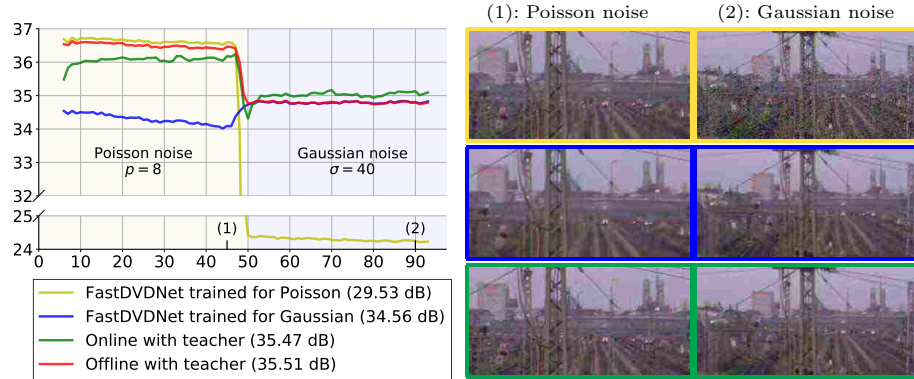 (1): Poisson noise
(2): Gaussian noise
37
36
35
34
33
32
25
24
Poisson noise
p = 8
Gaussian noise
σ = 40
(1)
(2)
0 10 20 30 40 50 60 70 80 90
FastDVDNet trained for Poisson (29.53 dB)
FastDVDNet trained for Gaussian (34.56 dB)
Online with teacher (35.47 dB)
Offline with teacher (35.51 dB)